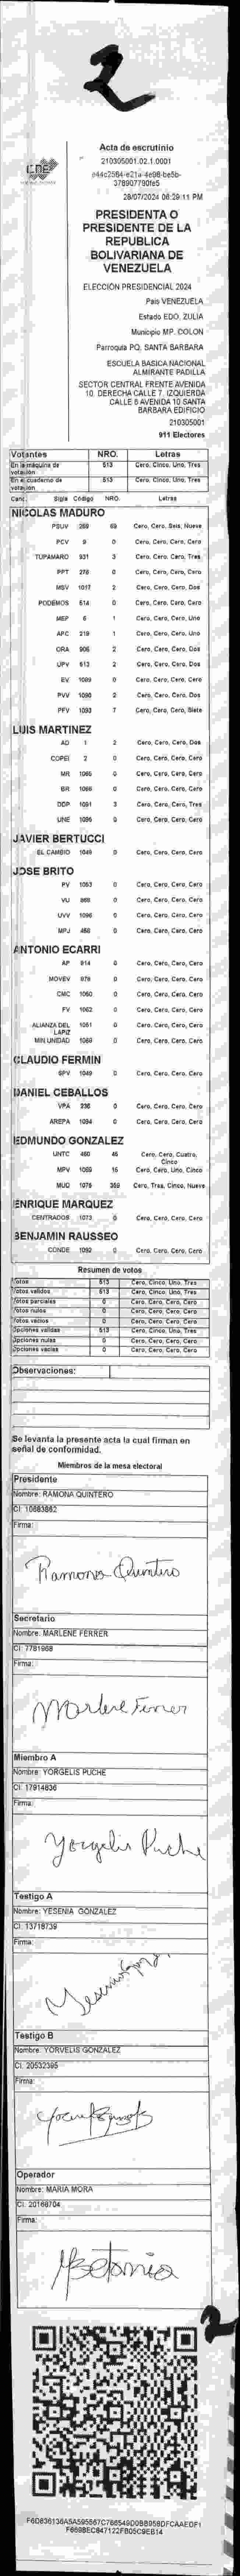 2
CDE
Acta de escrutinio
210305001.02.1.0001
28/07/2024 08:29:11 PM
PRESIDENTA O
PRESIDENTE DE LA
REPUBLICA
BOLIVARIANA DE
VENEZUELA
ELECCIÓN PRESIDENCIAL 2024
País VENEZUELA
Estado EDO. ZULIA
Municipio MP. COLON
Parroquia PQ. SANTA BARBARA
ESCUELA BASICA NACIONAL
ALMIRANTE PADILLA
SECTOR CENTRAL FRENTE AVENIDA
10. DERECHA CALLE 7. IZQUIERDA
CALLE 8 AVENIDA 10 SANTA
BARBARA EDIFICIO
210305001
911 Electores
Votantes NRO. Letras
En la máquina de votación 513 Cero, Cinco, Uno, Tres
En el cuaderno de votación 513 Cero, Cinco, Uno, Tres
Cand. Sigla Código NRO. Letras
NICOLAS MADURO
PSUV 269 69 Cero, Cero, Seis, Nueve
PCV 9 0 Cero, Cero, Cero, Cero
TUPAMARO 931 3 Cero, Cero, Cero, Tres
PPT 276 0 Cero, Cero, Cero, Cero
MSV 1017 2 Cero, Cero, Cero, Dos
PODEMOS 514 0 Cero, Cero, Cero, Cero
MEP 6 1 Cero, Cero, Cero, Uno
APC 219 1 Cero, Cero, Cero, Uno
ORA 906 2 Cero, Cero, Cero, Dos
UPV 513 2 Cero, Cero, Cero, Dos
EV 1089 0 Cero, Cero, Cero, Cero
PVV 1090 2 Cero, Cero, Cero, Dos
PFV 1093 7 Cero, Cero, Cero, Siete
LUIS MARTINEZ
AD 1 2 Cero, Cero, Cero, Dos
COPEI 2 0 Cero, Cero, Cero, Cero
MR 1065 0 Cero, Cero, Cero, Cero
BR 1066 0 Cero, Cero, Cero, Cero
DDP 1091 3 Cero, Cero, Cero, Tres
UNE 1095 0 Cero, Cero, Cero, Cero
JAVIER BERTUCCI
EL CAMBIO 1049 0 Cero, Cero, Cero, Cero
JOSE BRITO
PV 1053 0 Cero, Cero, Cero, Cero
VU 868 0 Cero, Cero, Cero, Cero
UVV 1096 0 Cero, Cero, Cero, Cero
MPJ 468 0 Cero, Cero, Cero, Cero
ANTONIO ECARRI
AP 914 0 Cero, Cero, Cero, Cero
MOVEV 979 0 Cero, Cero, Cero, Cero
CMC 1050 0 Cero, Cero, Cero, Cero
FV 1062 0 Cero, Cero, Cero, Cero
ALIANZA DEL LAPIZ 1051 0 Cero, Cero, Cero, Cero
MIN UNIDAD 1069 0 Cero, Cero, Cero, Cero
CLAUDIO FERMIN
SPV 1049 0 Cero, Cero, Cero, Cero
DANIEL CEBALLOS
VPA 236 0 Cero, Cero, Cero, Cero
AREPA 1094 0 Cero, Cero, Cero, Cero
EDMUNDO GONZALEZ
UNTC 460 45 Cero, Cero, Cuatro, Cinco
MPV 1069 15 Cero, Cero, Uno, Cinco
MUD 1078 359 Cero, Tres, Cinco, Nueve
ENRIQUE MARQUEZ
CENTRADOS 1073 0 Cero, Cero, Cero, Cero
BENJAMIN RAUSSEO
CONDE 1092 0 Cero, Cero, Cero, Cero
Resumen de votos
Votos 513 Cero, Cinco, Uno, Tres
Votos validos 513 Cero, Cinco, Uno, Tres
Votos parciales 0 Cero, Cero, Cero, Cero
Votos nulos 0 Cero, Cero, Cero, Cero
Votos vacios 0 Cero, Cero, Cero, Cero
Opciones validas 513 Cero, Cinco, Uno, Tres
Opciones nulas 0 Cero, Cero, Cero, Cero
Opciones vacias 0 Cero, Cero, Cero, Cero
Observaciones:
Se levanta la presente acta la cual firman en
señal de conformidad.
Miembros de la mesa electoral
Presidente
Nombre: RAMONA QUINTERO
CI: 10683882
Firma:
Ramona Quintero
Secretario
Nombre: MARLENE FERRER
CI: 7781968
Firma:
Marlene Ferrer
Miembro A
Nombre: YORGELIS PUCHE
CI: 17914836
Firma:
Yorgelis Puche
Testigo A
Nombre: YESENIA GONZALEZ
CI: 13718739
Firma:
Testigo B
Nombre: YORVELIS GONZALEZ
CI: 20532395
Firma:
Operador
Nombre: MARIA MORA
CI: 20166704
Firma:
2